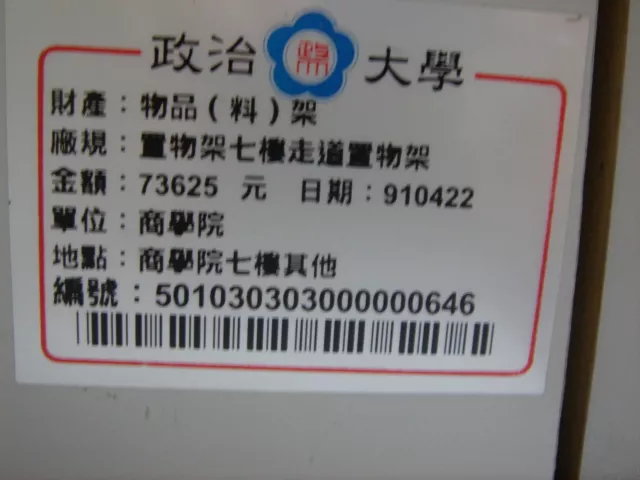 政治大學
財產：物品（料）架
廠規：置物架七樓走道置物架
金額：73625 元 日期：910422
單位：商學院
地點：商學院七樓其他
編號：5010303030000000646